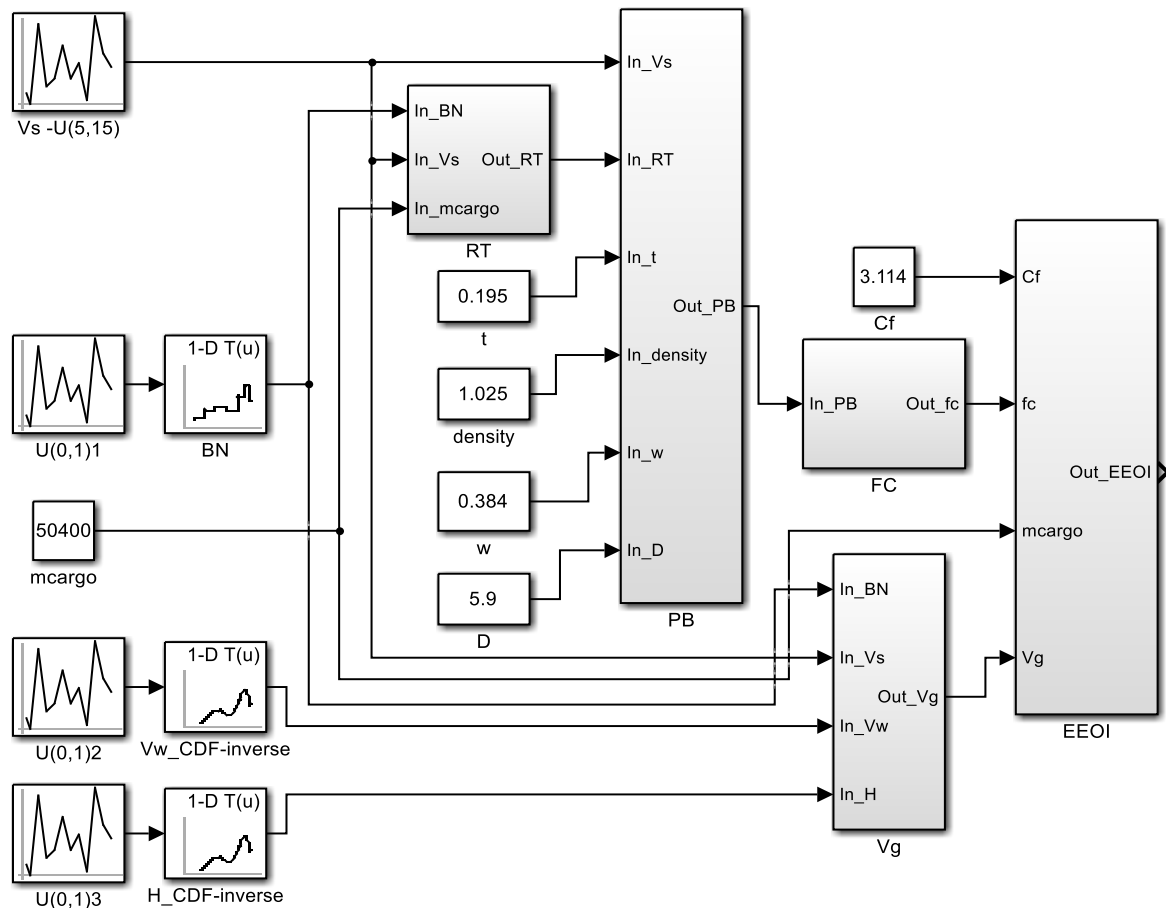 Vs -U(5,15)
In_BN
In_Vs
In_mcargo
Out_RT
RT
In_Vs
In_RT
In_t
In_density
In_w
In_D
Out_PB
PB
0.195
t
1.025
density
0.384
w
5.9
D
U(0,1)1
1-D T(u)
BN
50400
mcargo
3.114
Cf
In_PB
Out_fc
FC
Cf
fc
mcargo
Vg
Out_EEOI
EEOI
In_BN
In_Vs
In_Vw
In_H
Out_Vg
Vg
U(0,1)2
1-D T(u)
Vw_CDF-inverse
U(0,1)3
1-D T(u)
H_CDF-inverse